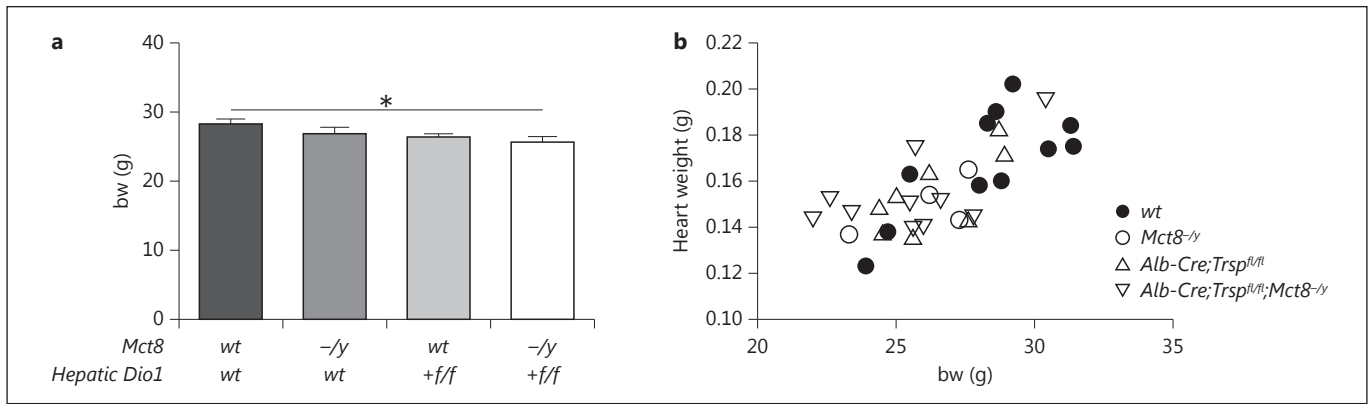 a
40
30
20
10
0
bw (g)
*
Mct8 wt –/y wt –/y
Hepatic Dio1 wt wt +f/f +f/f
b
0.22
0.20
0.18
0.16
0.14
0.12
0.10
Heart weight (g)
20 25 30 35
bw (g)
wt
Mct8–/y
Alb-Cre;Trspfl/fl
Alb-Cre;Trspfl/fl;Mct8–/y